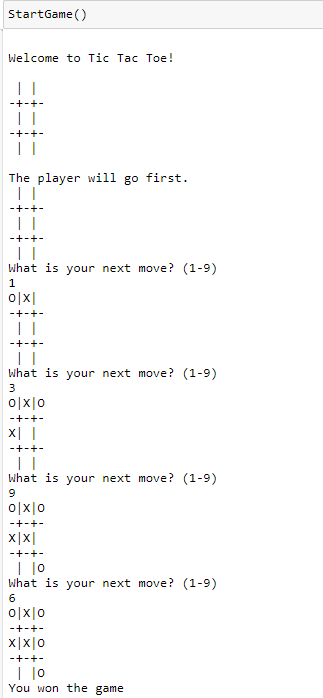 StartGame()
Welcome to Tic Tac Toe!
 | |
-+-+-
 | |
-+-+-
 | |
The player will go first.
 | |
-+-+-
 | |
-+-+-
 | |
What is your next move? (1-9)
1
O|X|
-+-+-
 | |
-+-+-
 | |
What is your next move? (1-9)
3
O|X|O
-+-+-
X| |
-+-+-
 | |
What is your next move? (1-9)
9
O|X|O
-+-+-
X|X|
-+-+-
 | |O
What is your next move? (1-9)
6
O|X|O
-+-+-
X|X|O
-+-+-
 | |O
You won the game